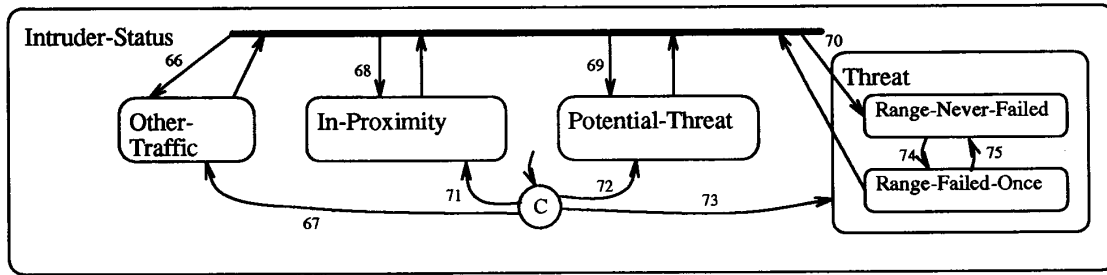 Intruder-Status
66
68
69
70
Threat
Other-
Traffic
In-Proximity
Potential-Threat
Range-Never-Failed
74
75
Range-Failed-Once
71
72
C
67
73